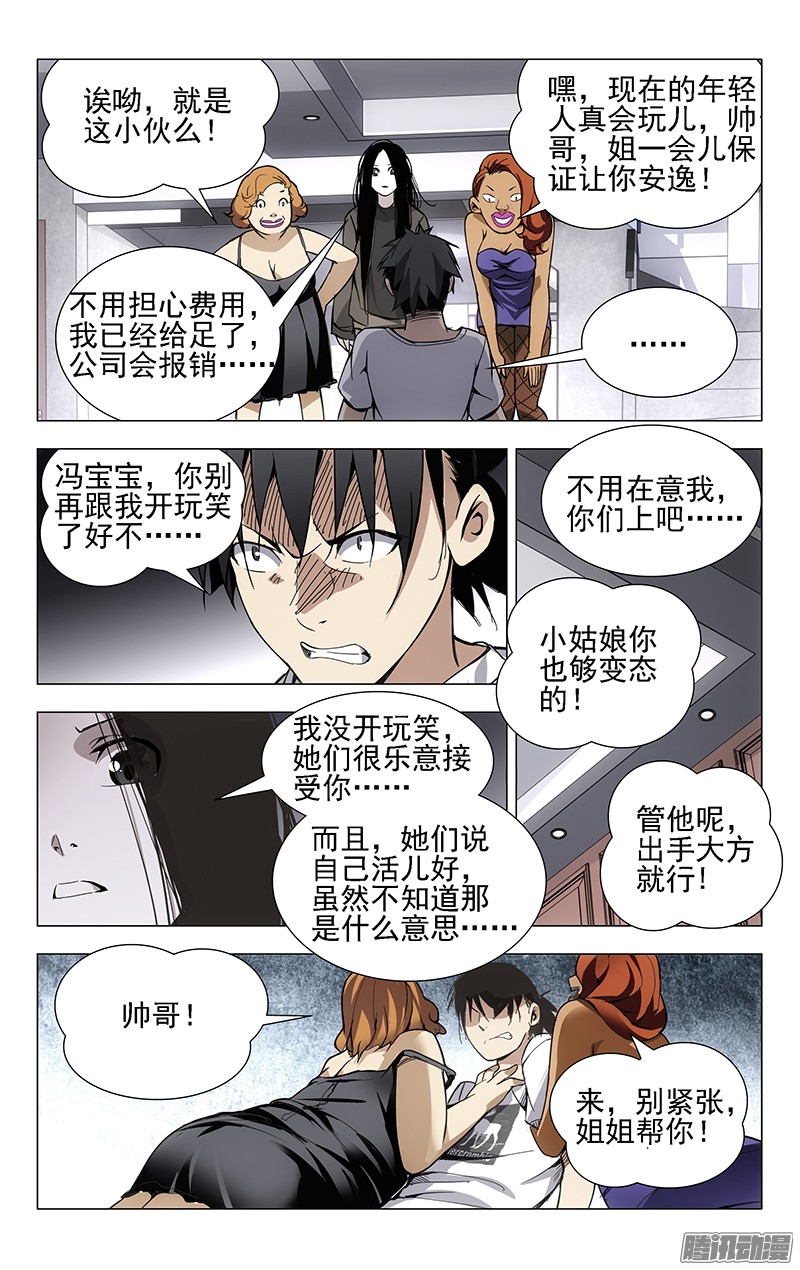 诶呦，就是
这小伙么！
嘿，现在的年轻
人真会玩儿，帅
哥，姐一会儿保
证让你安逸！
不用担心费用，
我已经给足了，
公司会报销……
……
冯宝宝，你别
再跟我开玩笑
了好不……
不用在意我，
你们上吧……
小姑娘你
也够变态
的！
我没开玩笑，
她们很乐意接
受你……
而且，她们说
自己活儿好，
虽然不知道那
是什么意思……
管他呢，
出手大方
就行！
帅哥！
来，别紧张，
姐姐帮你！
ercrombie
腾讯动漫